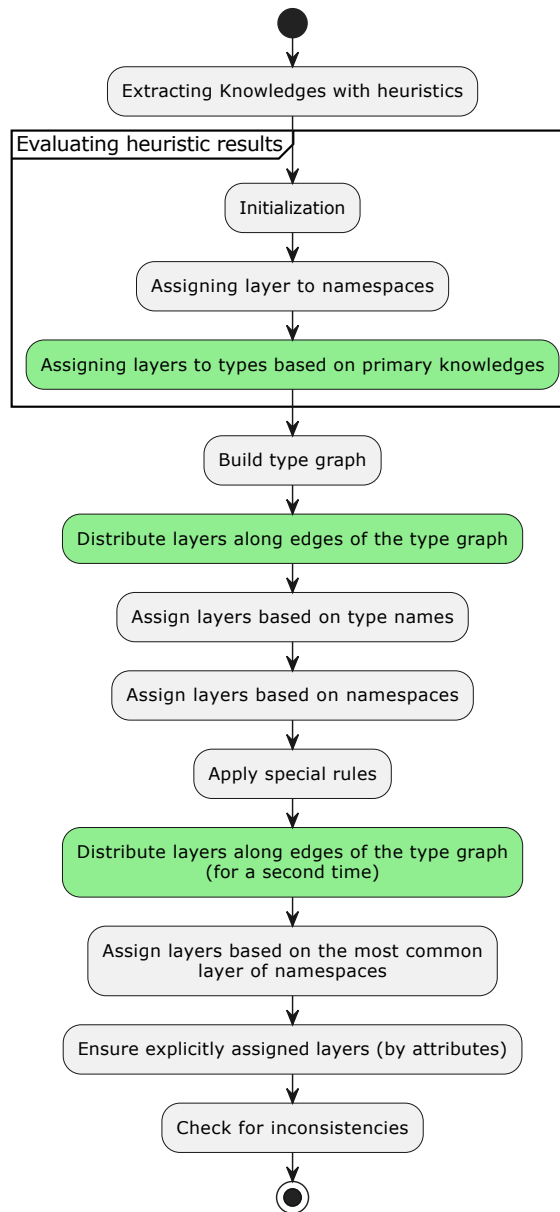 Extracting Knowledges with heuristics
Evaluating heuristic results
Initialization
Assigning layer to namespaces
Assigning layers to types based on primary knowledges
Build type graph
Distribute layers along edges of the type graph
Assign layers based on type names
Assign layers based on namespaces
Apply special rules
Distribute layers along edges of the type graph
(for a second time)
Assign layers based on the most common
layer of namespaces
Ensure explicitly assigned layers (by attributes)
Check for inconsistencies